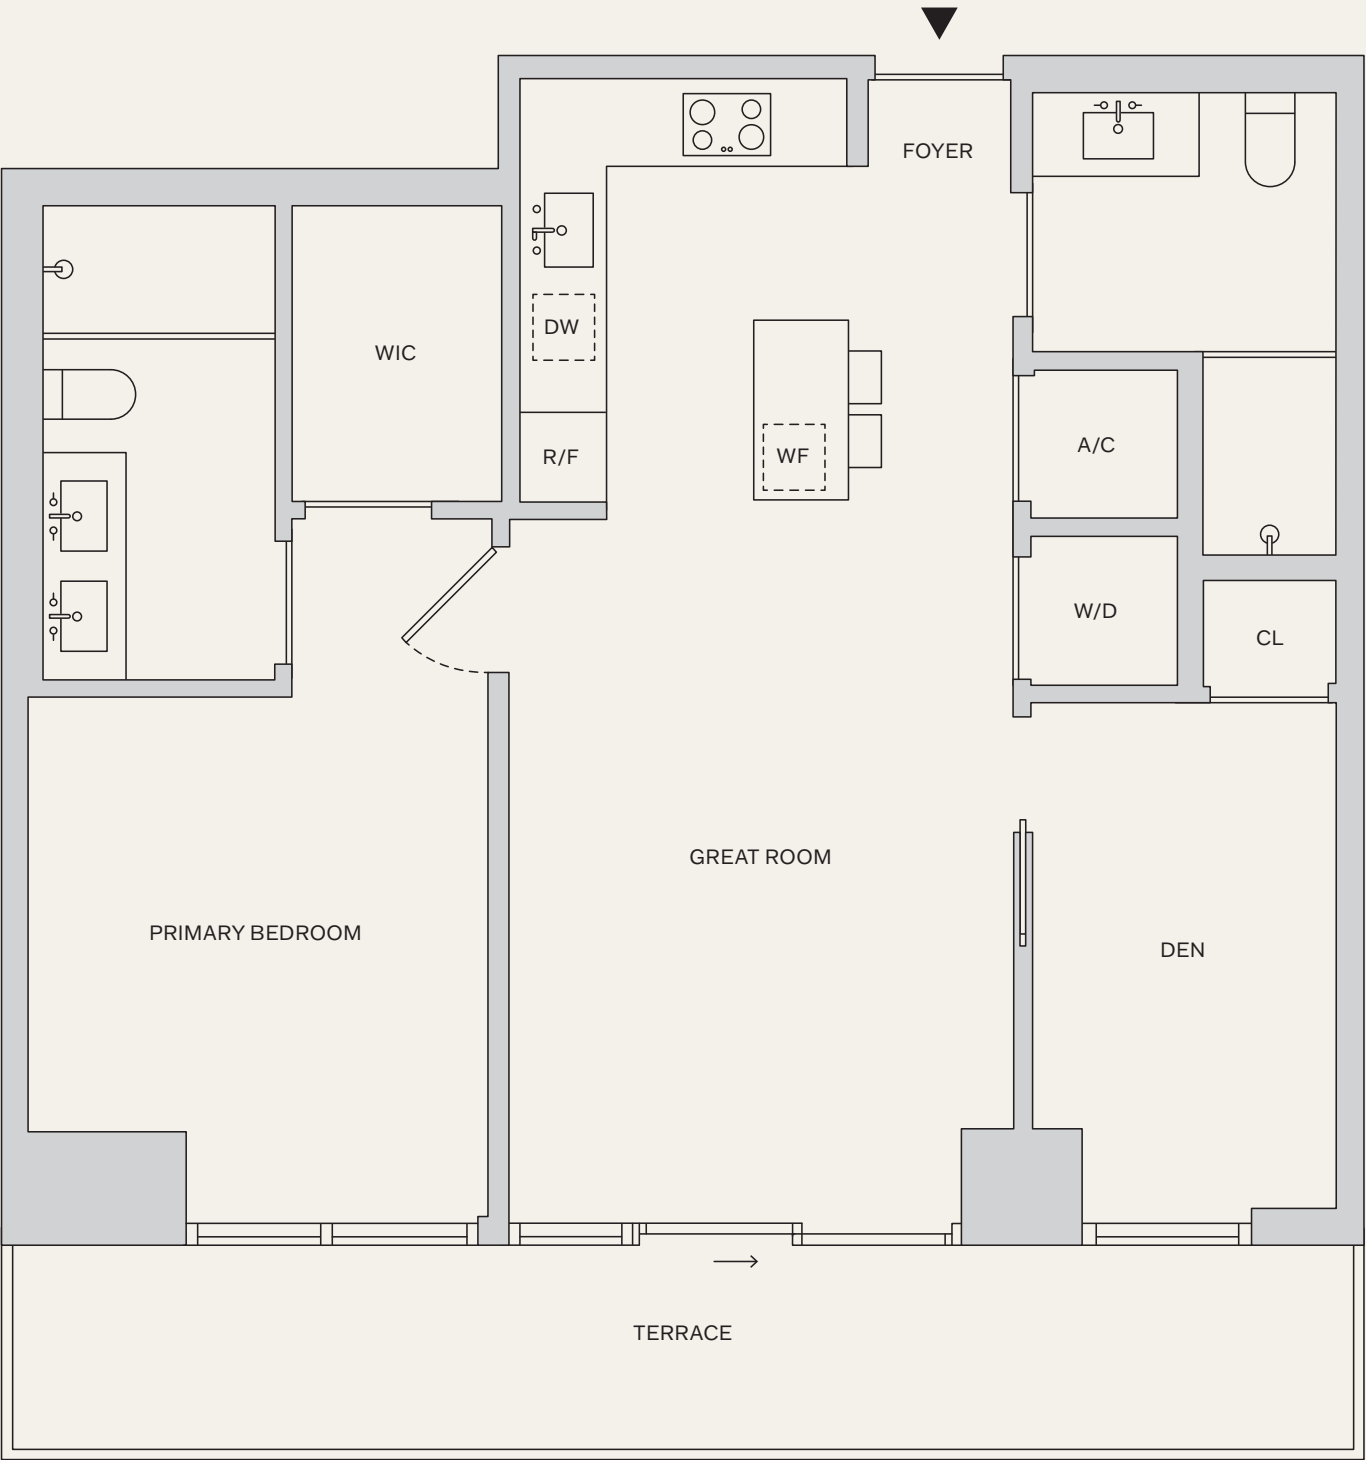 FOYER
DW
WIC
A/C
R/F
WF
W/D
CL
GREAT ROOM
PRIMARY BEDROOM
DEN
TERRACE